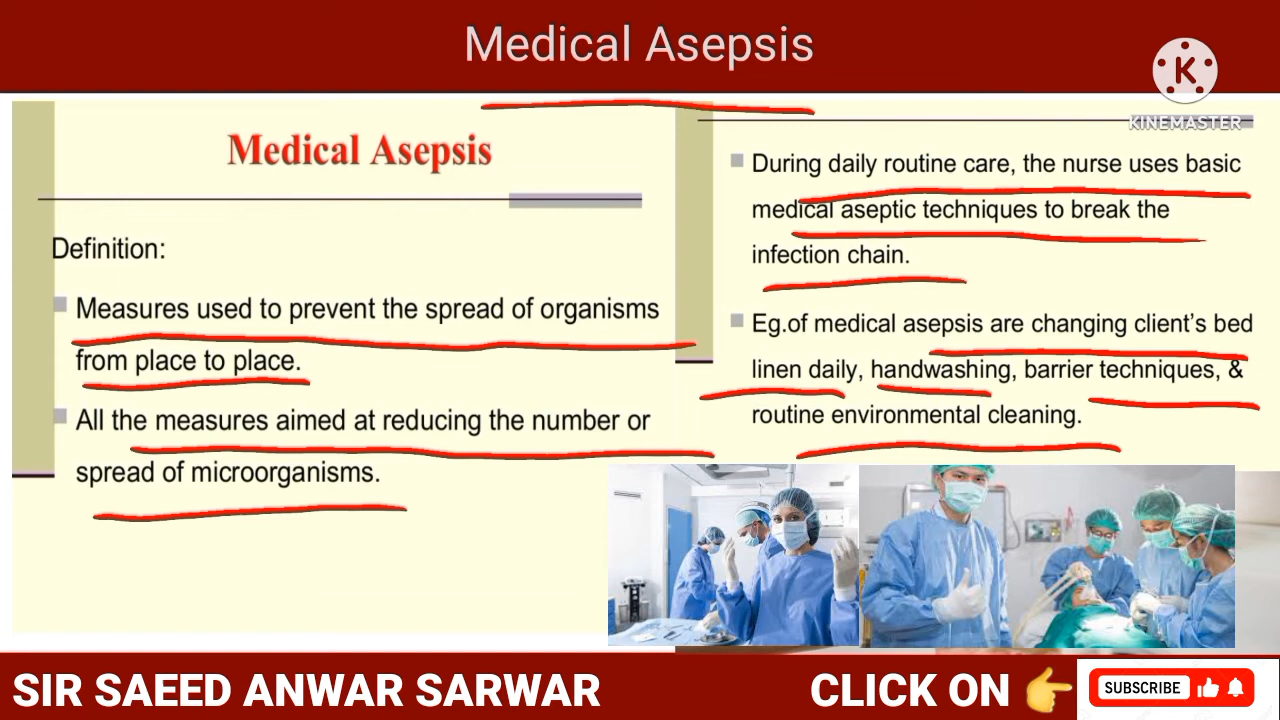 Medical Asepsis
KINEMASTER
Medical Asepsis
Definition:
Measures used to prevent the spread of organisms
from place to place.
All the measures aimed at reducing the number or
spread of microorganisms.
During daily routine care, the nurse uses basic
medical aseptic techniques to break the
infection chain.
Eg.of medical asepsis are changing client's bed
linen daily, handwashing, barrier techniques, &
routine environmental cleaning.
SIR SAEED ANWAR SARWAR
CLICK ON
SUBSCRIBE